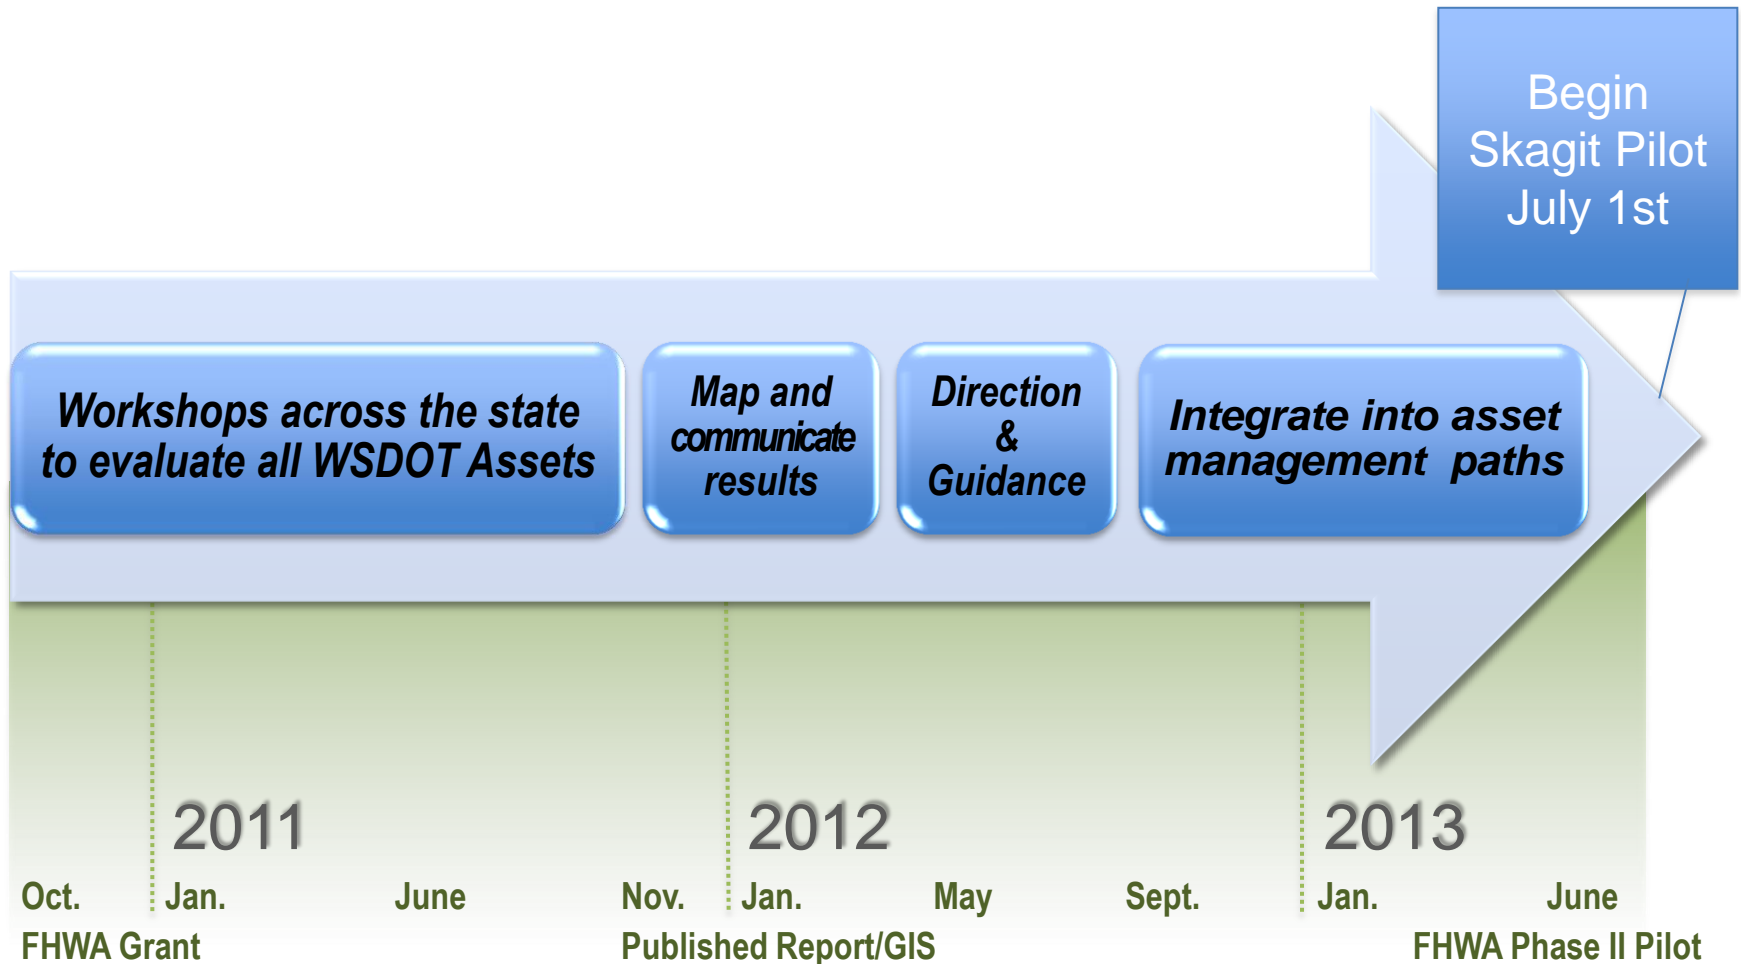 Begin
Skagit Pilot
July 1st
Workshops across the state
to evaluate all WSDOT Assets
Map and
communicate
results
Direction
&
Guidance
Integrate into asset
management paths
2011
2012
2013
Oct.
Jan.
June
Nov.
Jan.
May
Sept.
Jan.
June
FHWA Grant
Published Report/GIS
FHWA Phase II Pilot